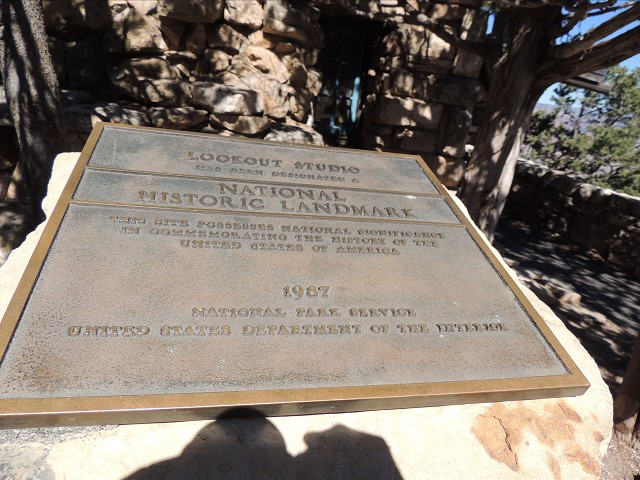 LOOKOUT STUDIO
HAS BEEN DESIGNATED A
NATIONAL
HISTORIC LANDMARK
THIS SITE POSSESSES NATIONAL SIGNIFICANCE
IN COMMEMORATING THE HISTORY OF THE
UNITED STATES OF AMERICA
1987
NATIONAL PARK SERVICE
UNITED STATES DEPARTMENT OF THE INTERIOR